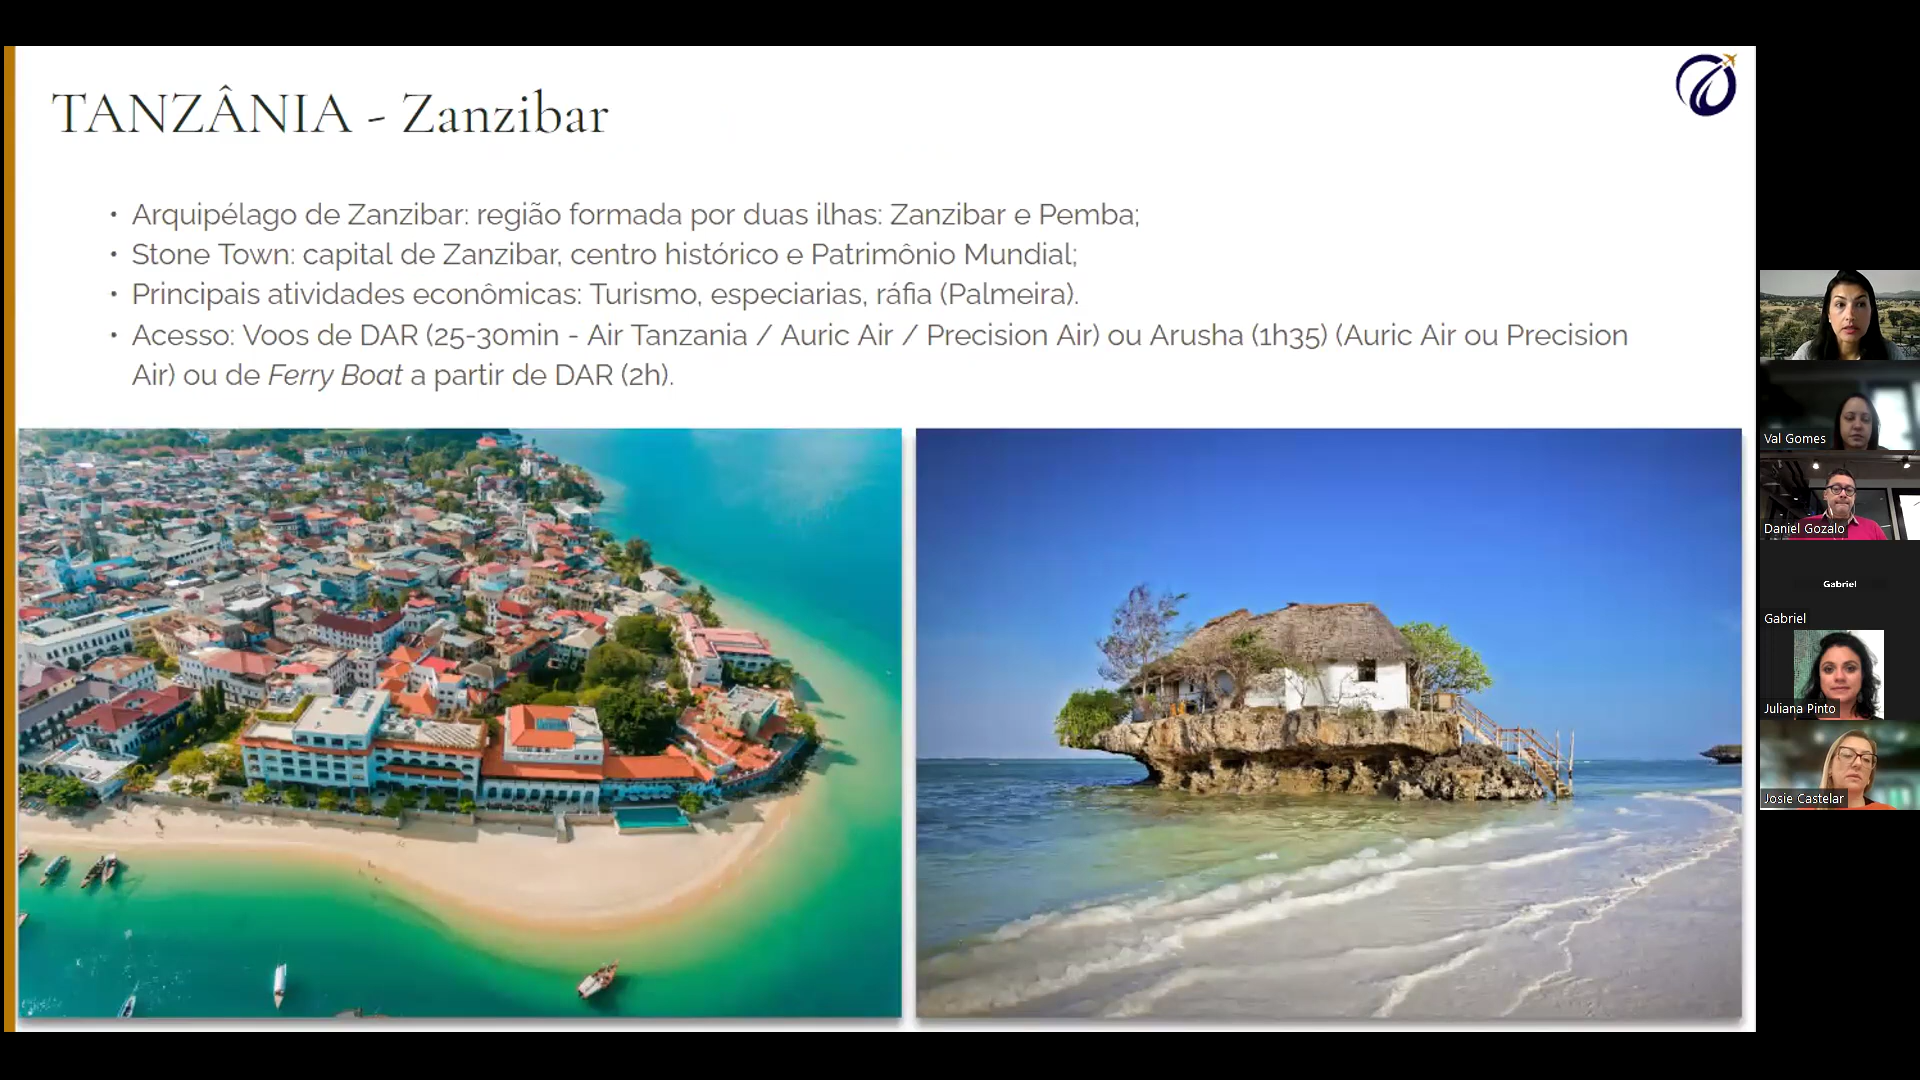 TANZÂNIA - Zanzibar
• Arquipélago de Zanzibar: região formada por duas ilhas: Zanzibar e Pemba;
• Stone Town: capital de Zanzibar, centro histórico e Patrimônio Mundial;
• Principais atividades econômicas: Turismo, especiarias, ráfia (Palmeira).
• Acesso: Voos de DAR (25-30min - Air Tanzania / Auric Air / Precision Air) ou Arusha (1h35) (Auric Air ou Precision
Air) ou de Ferry Boat a partir de DAR (2h).
Val Gomes
Daniel Gozalo
Gabriel
Gabriel
Juliana Pinto
Josie Castelar